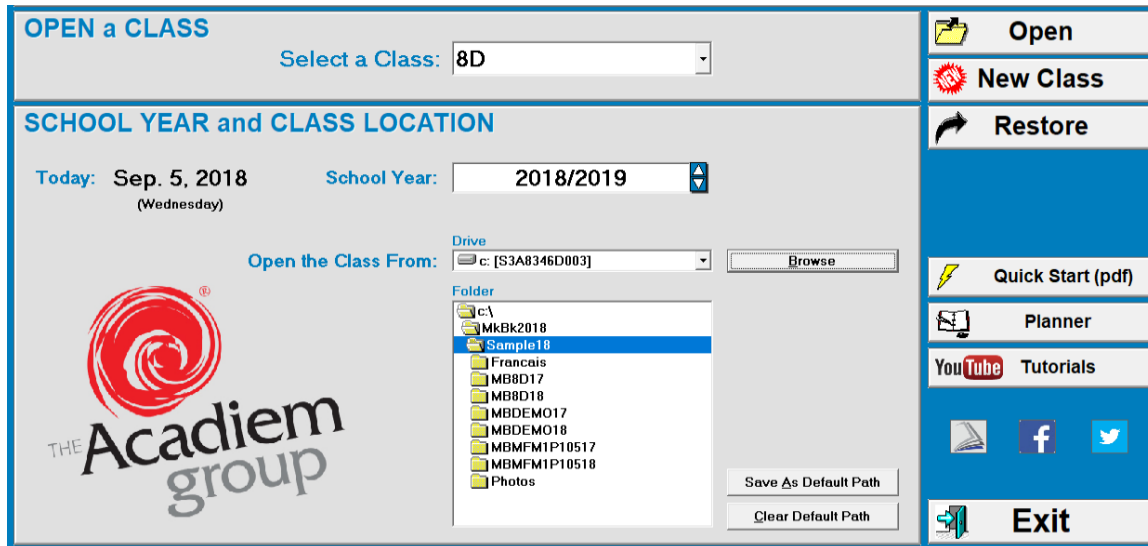 OPEN a CLASS
Select a Class: 8D
SCHOOL YEAR and CLASS LOCATION
Today: Sep. 5, 2018 School Year: 2018/2019
(Wednesday)
Drive
Open the Class From: c: [S3A8346D003] Browse
Folder
c:\
MkBk2018
Sample18
Francais
MB8D17
MB8D18
MBDEMO17
MBDEMO18
MBMFM1P10517
MBMFM1P10518
Photos
Save As Default Path
Clear Default Path
®
THE Acadiem
group
Open
NEW New Class
Restore
Quick Start (pdf)
Planner
YouTube Tutorials
f
Exit